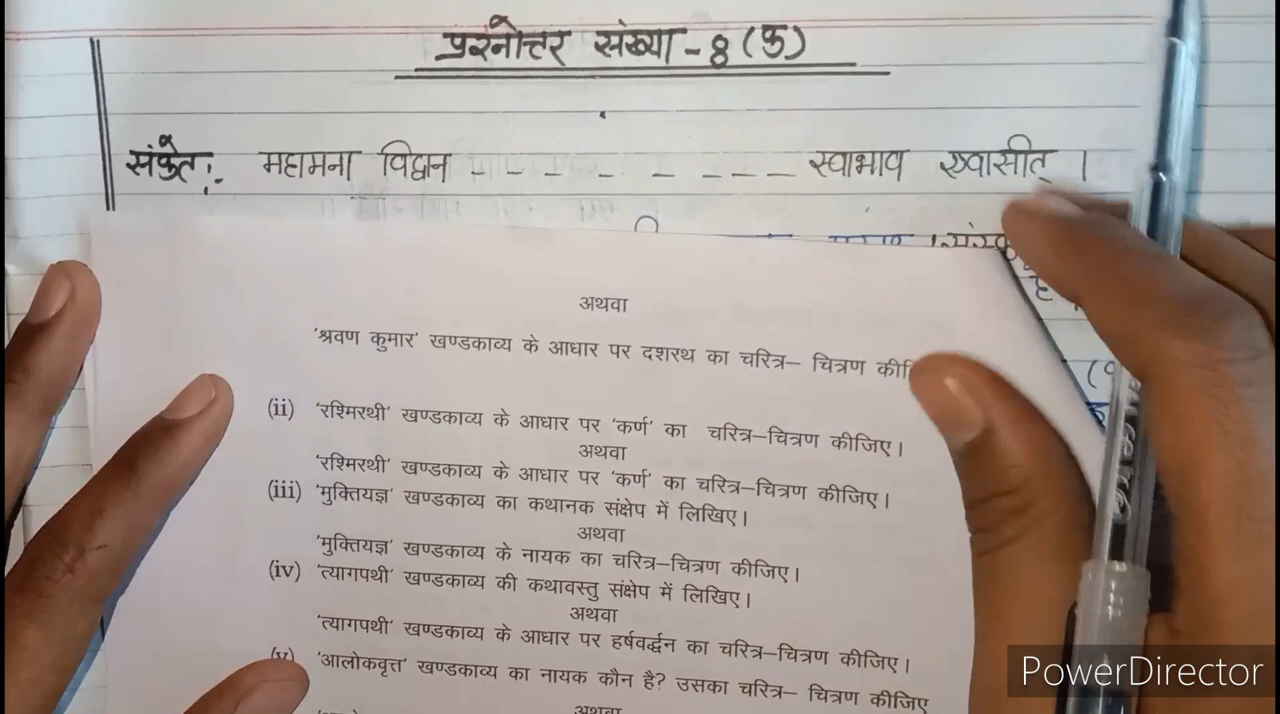 प्रश्नोत्तर संख्या - 8 (क)
संकेत:- महामना विद्वान - - - - - - - - स्वाभाव एवासीत् ।
अथवा
'श्रवण कुमार' खण्डकाव्य के आधार पर दशरथ का चरित्र– चित्रण
(ii) 'रश्मिरथी' खण्डकाव्य के आधार पर 'कर्ण' का चरित्र–चित्रण कीजिए।
अथवा
'रश्मिरथी' खण्डकाव्य के आधार पर 'कर्ण' का चरित्र–चित्रण कीजिए।
(iii) 'मुक्तियज्ञ' खण्डकाव्य का कथानक संक्षेप में लिखिए।
अथवा
'मुक्तियज्ञ' खण्डकाव्य के नायक का चरित्र–चित्रण कीजिए।
(iv) 'त्यागपथी' खण्डकाव्य की कथावस्तु संक्षेप में लिखिए।
अथवा
'त्यागपथी' खण्डकाव्य के आधार पर हर्षवर्द्धन का चरित्र–चित्रण कीजिए।
(v) 'आलोकवृत्त' खण्डकाव्य का नायक कौन है? उसका चरित्र– चित्रण कीजिए
अथवा
PowerDirector